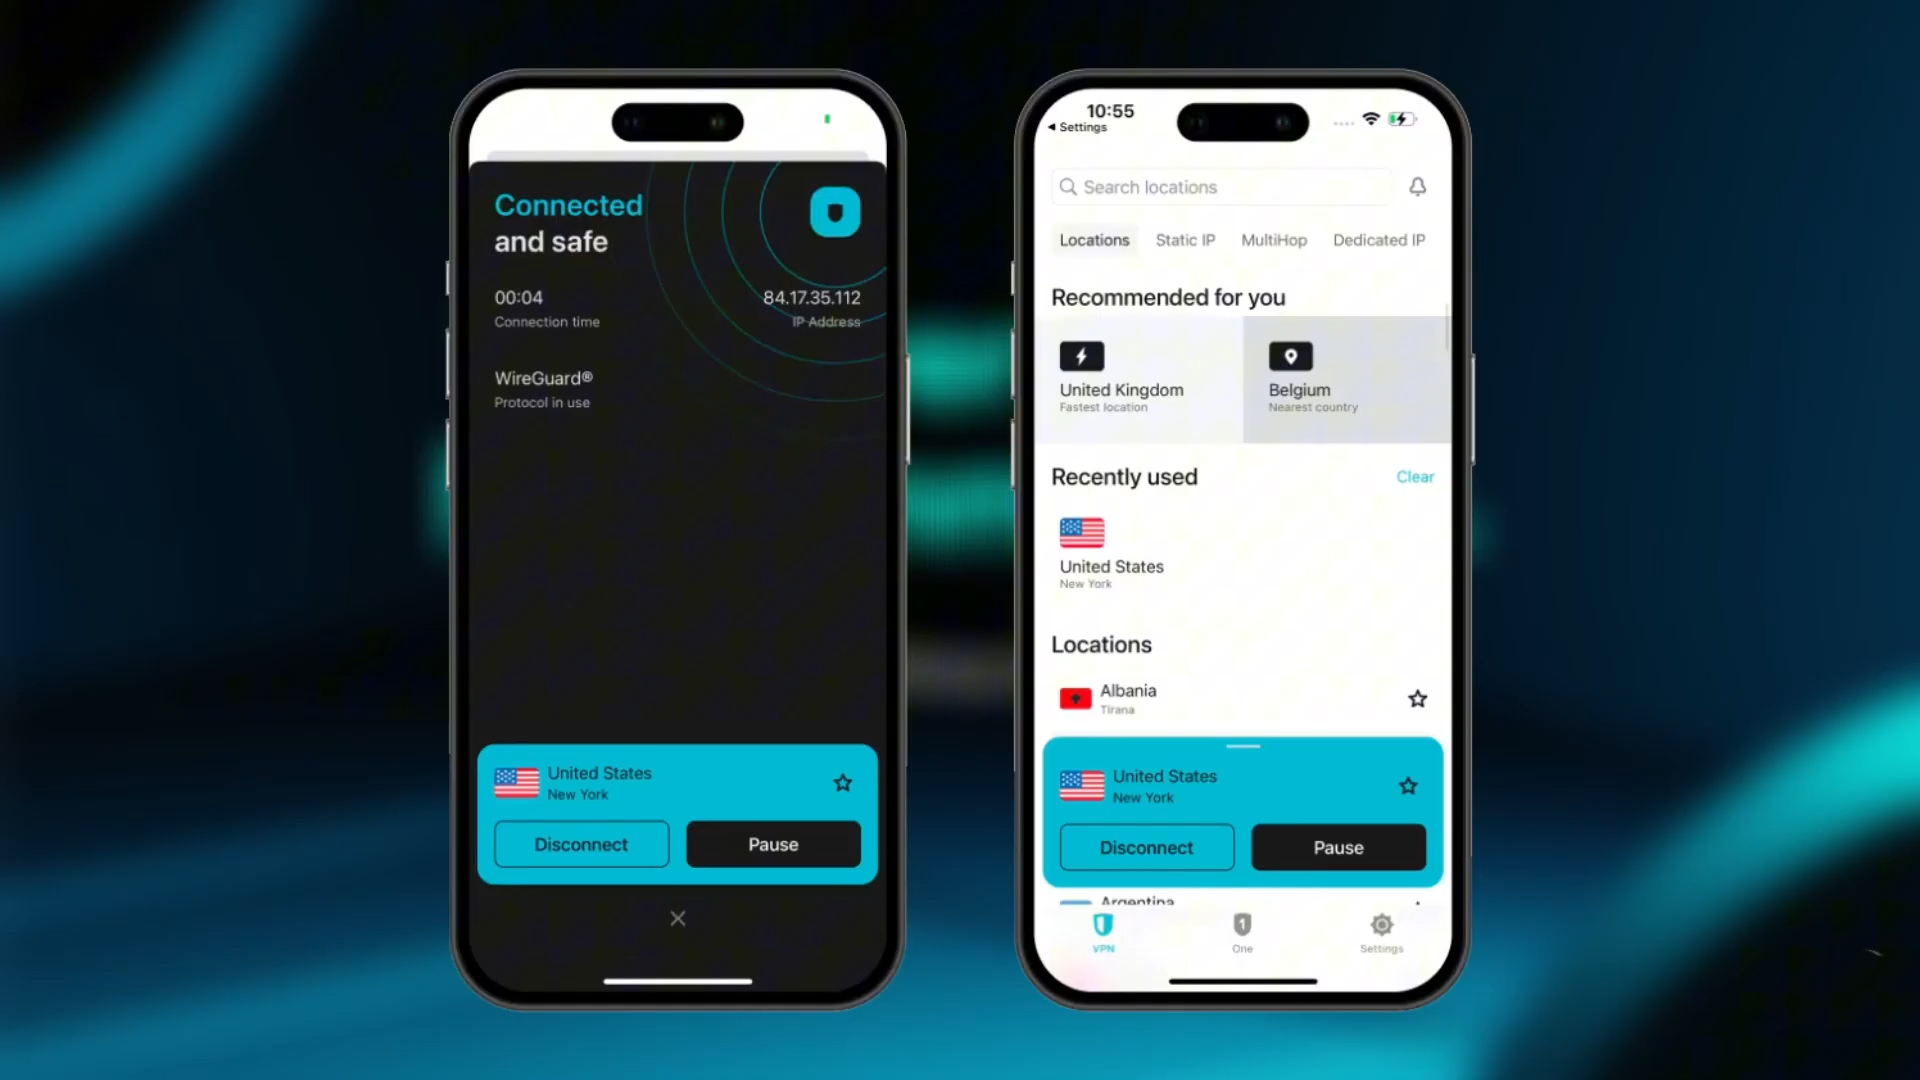 Connected
and safe
00:04
Connection time
84.17.35.112
IP Address
WireGuard®
Protocol in use
United States
New York
Disconnect
Pause
10:55
Settings
Search locations
Locations
Static IP
MultiHop
Dedicated IP
Recommended for you
United Kingdom
Fastest location
Belgium
Nearest country
Recently used
Clear
United States
New York
Locations
Albania
Tirana
United States
New York
Disconnect
Pause
Argentina
VPN
1
One
Settings